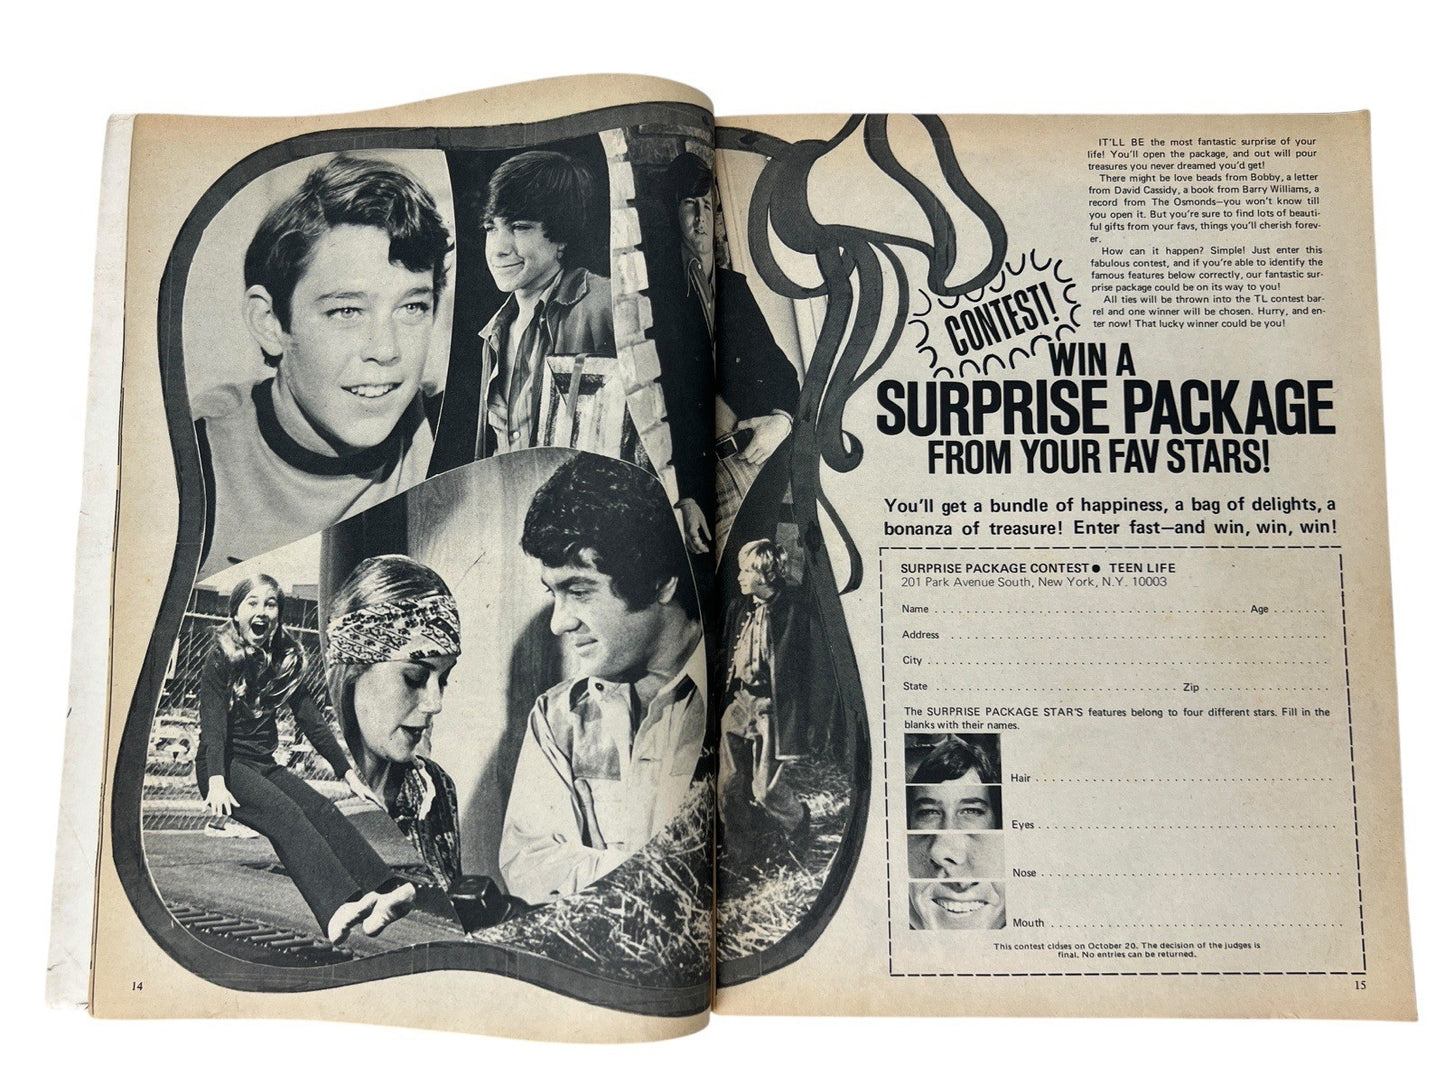 IT'LL BE the most fantastic surprise of your
life! You'll open the package, and out will pour
treasures you never dreamed you'd get!
There might be love beads from Bobby, a letter
from David Cassidy, a book from Barry Williams, a
record from The Osmonds—you won't know till
you open it. But you're sure to find lots of beauti-
ful gifts from your favs, things you'll cherish forev-
er.
How can it happen? Simple! Just enter this
fabulous contest, and if you're able to identify the
famous features below correctly, our fantastic sur-
prise package could be on its way to you!
All ties will be thrown into the TL contest bar-
rel and one winner will be chosen. Hurry, and en-
ter now! That lucky winner could be you!
CONTEST!
WIN A
SURPRISE PACKAGE
FROM YOUR FAV STARS!
You'll get a bundle of happiness, a bag of delights, a
bonanza of treasure! Enter fast—and win, win, win!
SURPRISE PACKAGE CONTEST ● TEEN LIFE
201 Park Avenue South, New York, N.Y. 10003
Name Age
Address
City
State Zip
The SURPRISE PACKAGE STAR'S features belong to four different stars. Fill in the
blanks with their names.
Hair
Eyes
Nose
Mouth
This contest closes on October 20. The decision of the judges is
final. No entries can be returned.
14
15